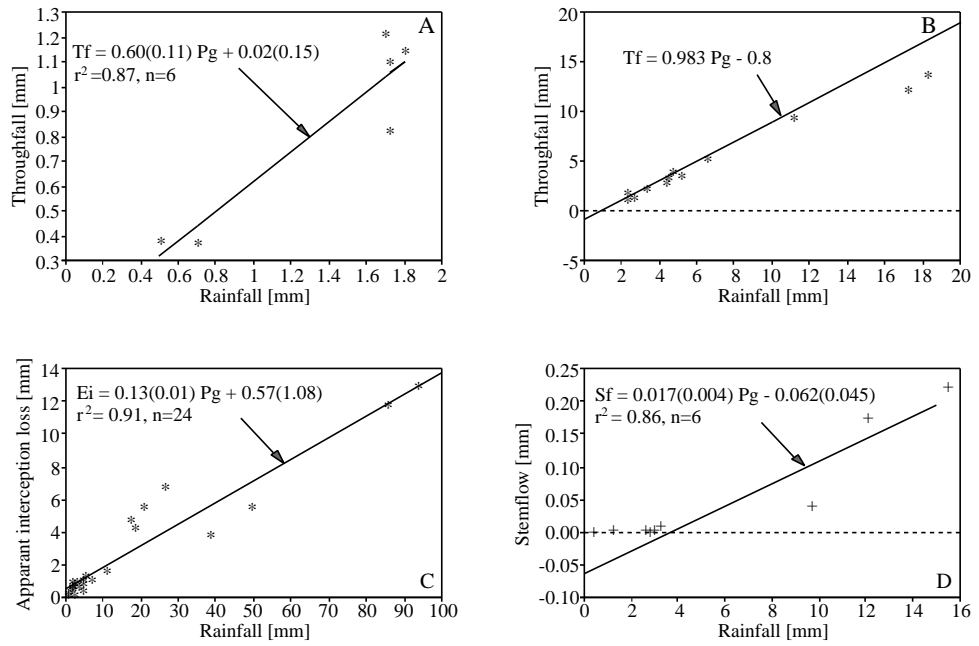 A
Tf = 0.60(0.11) Pg + 0.02(0.15)
r² =0.87, n=6
Throughfall [mm]
1.3
1.2
1.1
1
0.9
0.8
0.7
0.6
0.5
0.4
0.3
0 0.2 0.4 0.6 0.8 1 1.2 1.4 1.6 1.8 2
Rainfall [mm]
B
Tf = 0.983 Pg - 0.8
Throughfall [mm]
20
15
10
5
0
-5
0 2 4 6 8 10 12 14 16 18 20
Rainfall [mm]
Ei = 0.13(0.01) Pg + 0.57(1.08)
r² = 0.91, n=24
Apparant interception loss [mm]
14
12
10
8
6
4
2
0
C
0 10 20 30 40 50 60 70 80 90 100
Rainfall [mm]
Sf = 0.017(0.004) Pg - 0.062(0.045)
r² = 0.86, n=6
Stemflow [mm]
0.25
0.20
0.15
0.10
0.05
0.00
-0.05
-0.10
D
0 2 4 6 8 10 12 14 16
Rainfall [mm]